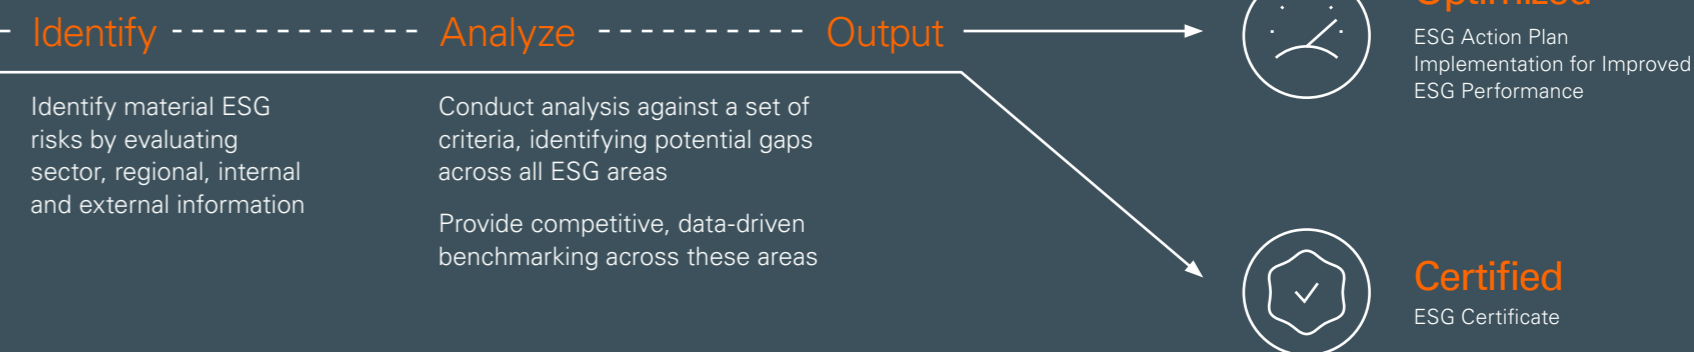 Identify
Analyze
Output
Identify material ESG
risks by evaluating
sector, regional, internal
and external information
Conduct analysis against a set of
criteria, identifying potential gaps
across all ESG areas
Provide competitive, data-driven
benchmarking across these areas
Optimized
ESG Action Plan
Implementation for Improved
ESG Performance
Certified
ESG Certificate